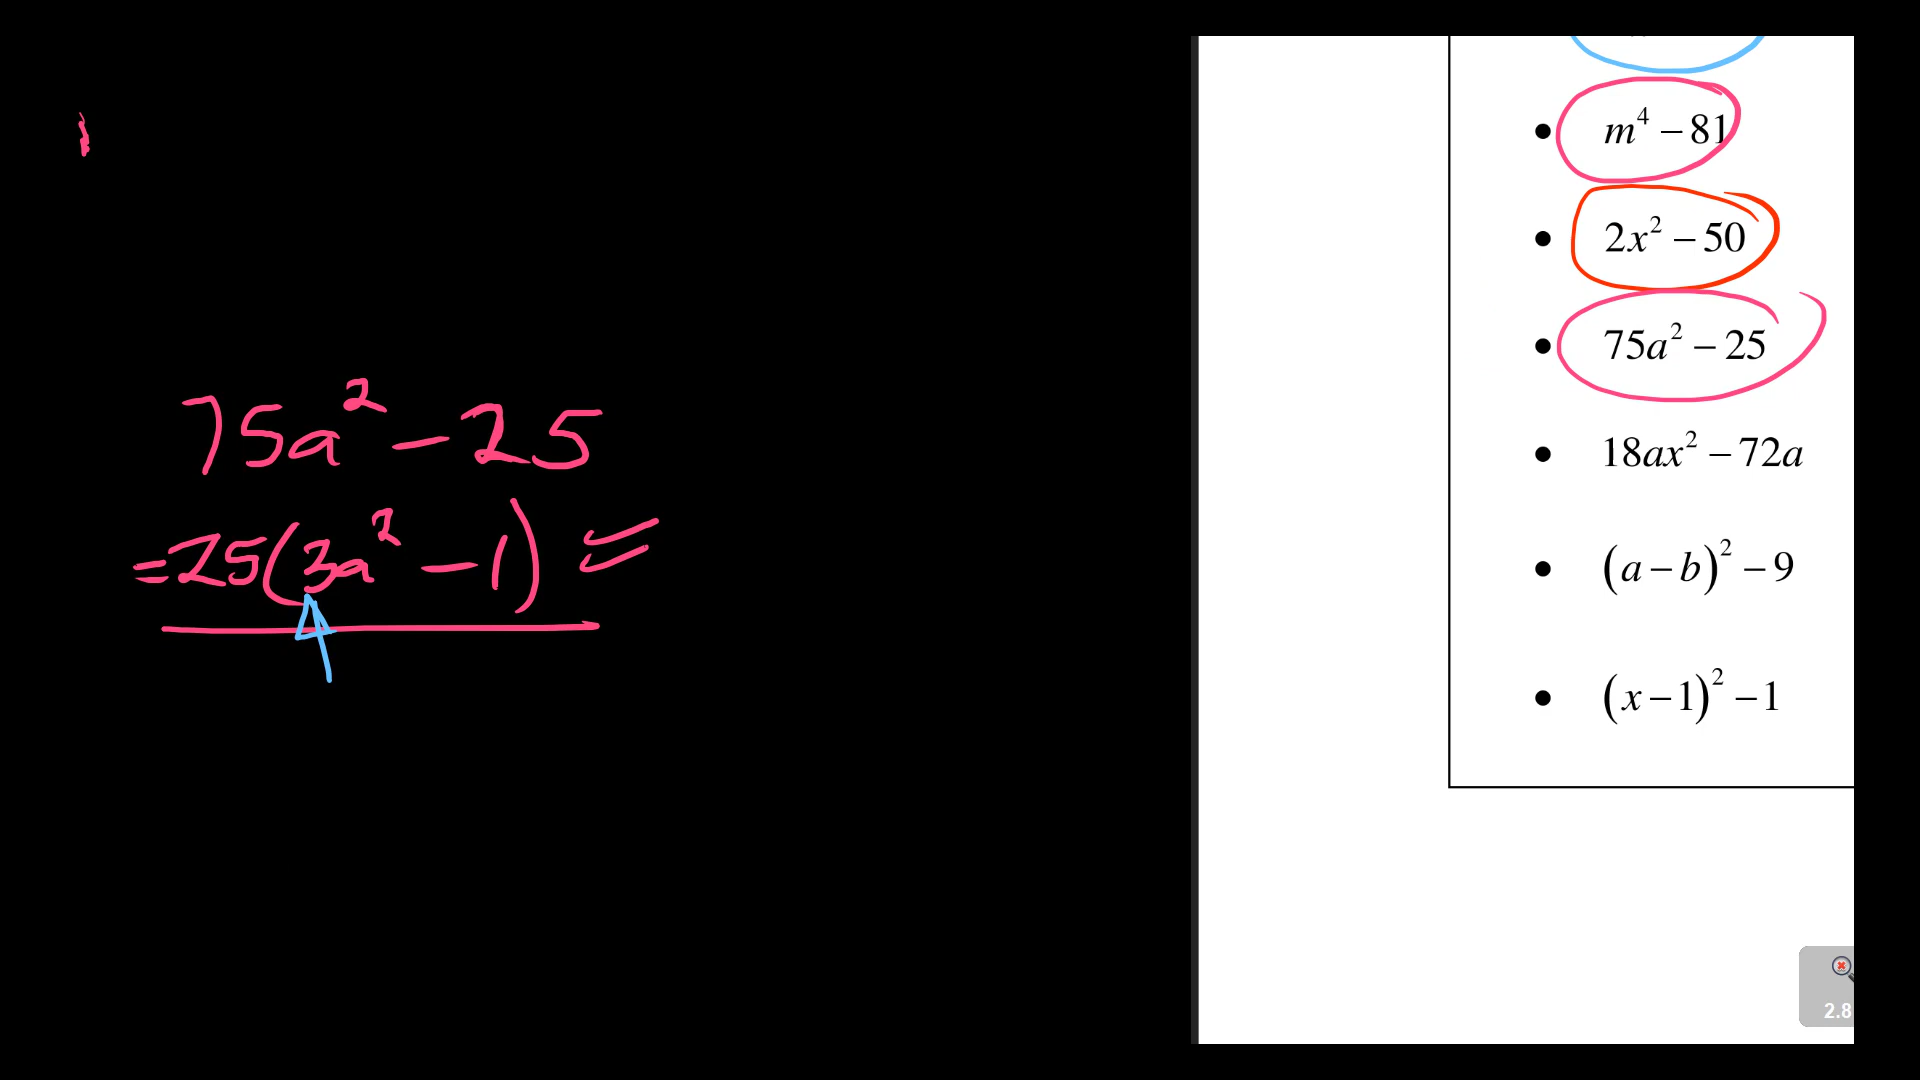 75a² − 25
= 25(3a² − 1)
• m⁴ − 81
• 2x² − 50
• 75a² − 25
• 18ax² − 72a
• (a − b)² − 9
• (x − 1)² − 1
2.8